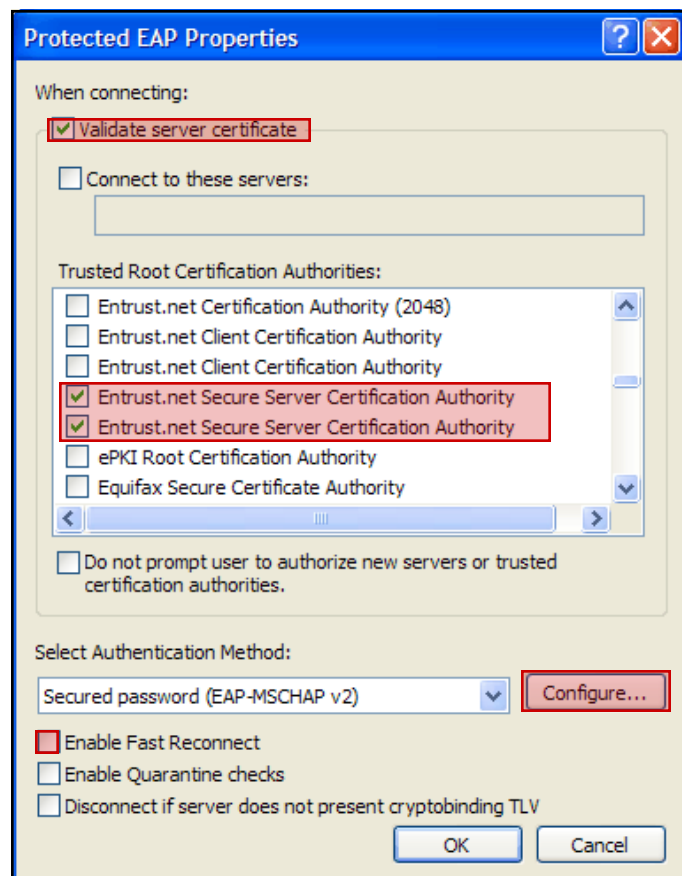 Protected EAP Properties
When connecting:
Validate server certificate
Connect to these servers:
Trusted Root Certification Authorities:
Entrust.net Certification Authority (2048)
Entrust.net Client Certification Authority
Entrust.net Client Certification Authority
Entrust.net Secure Server Certification Authority
Entrust.net Secure Server Certification Authority
ePKI Root Certification Authority
Equifax Secure Certificate Authority
Do not prompt user to authorize new servers or trusted
certification authorities.
Select Authentication Method:
Secured password (EAP-MSCHAP v2)
Configure...
Enable Fast Reconnect
Enable Quarantine checks
Disconnect if server does not present cryptobinding TLV
OK
Cancel